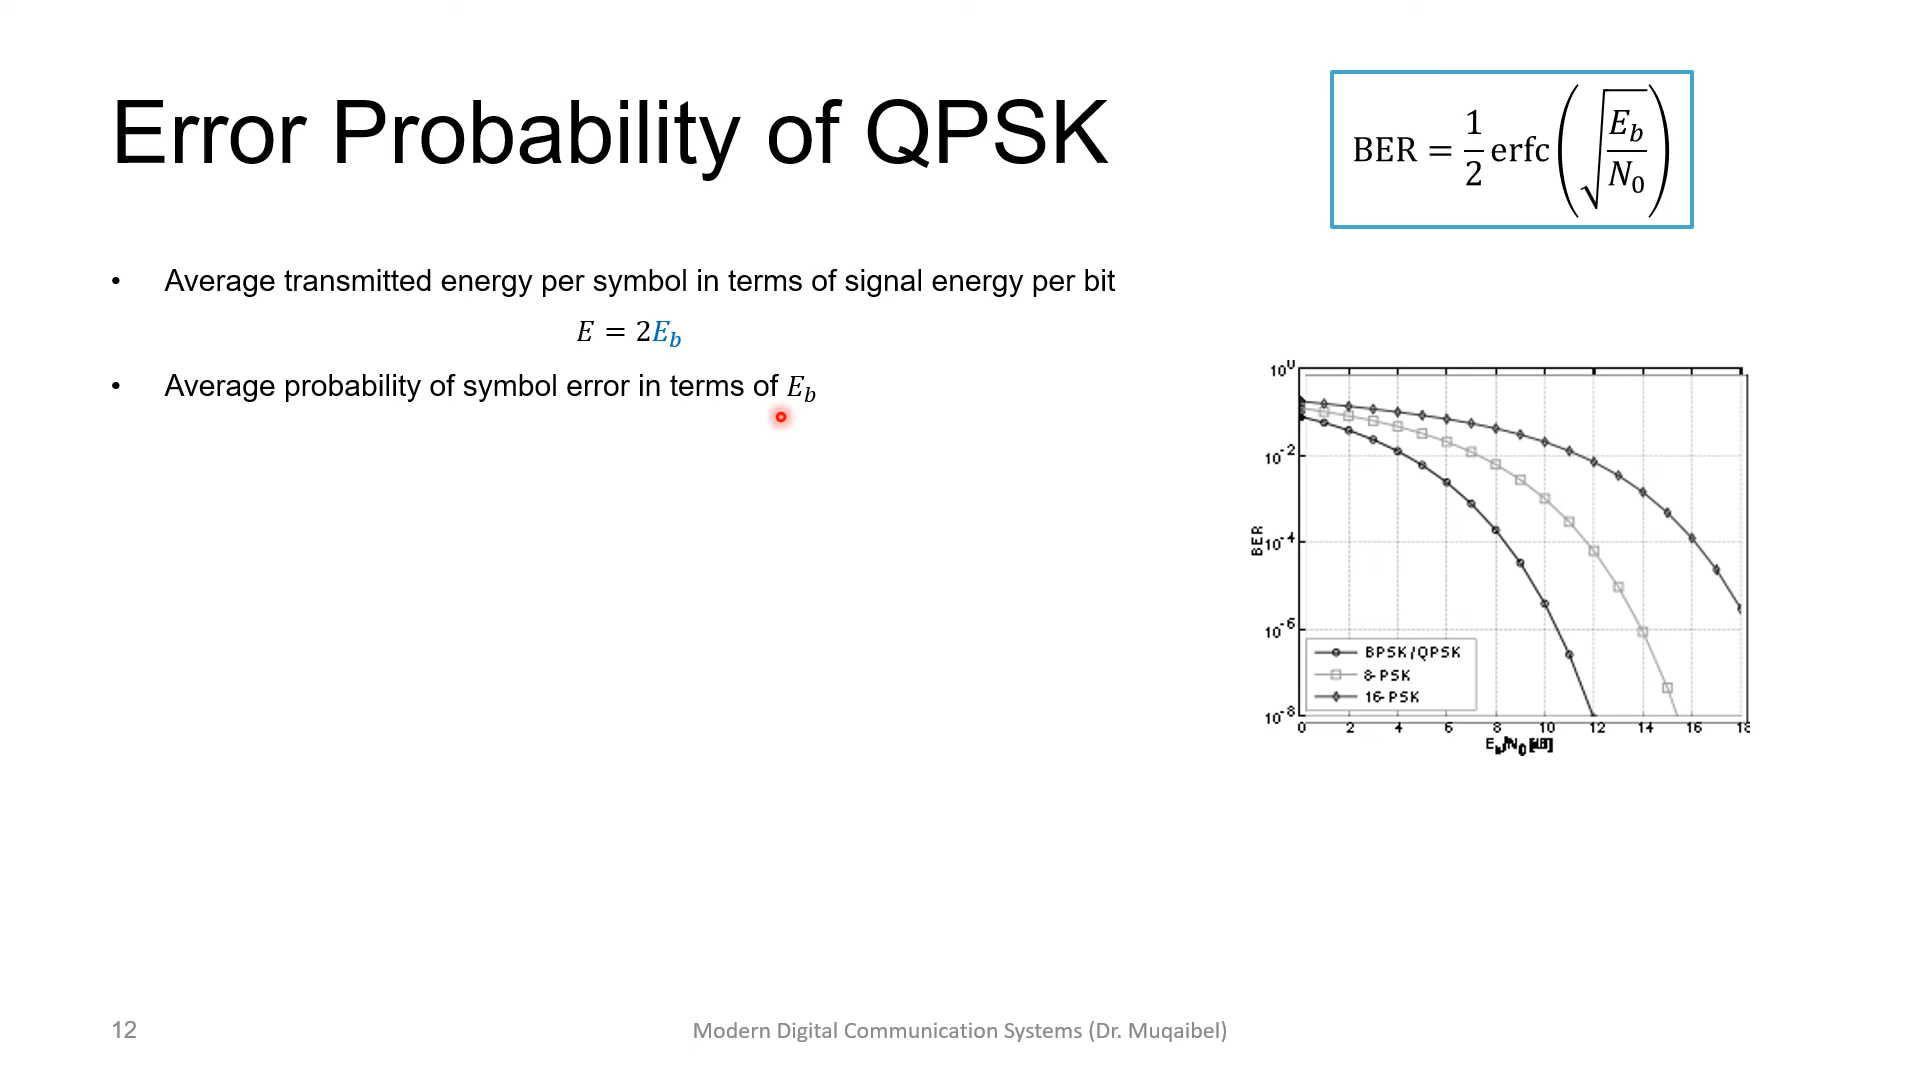 Error Probability of QPSK
BER = 1/2 erfc(√(E_b/N_0))
• Average transmitted energy per symbol in terms of signal energy per bit
E = 2E_b
• Average probability of symbol error in terms of E_b
10^0
10^-2
10^-4
10^-6
10^-8
BER
BPSK/QPSK
8-PSK
16-PSK
0 2 4 6 8 10 12 14 16 18
E_b/N_0 [dB]
12
Modern Digital Communication Systems (Dr. Muqaibel)